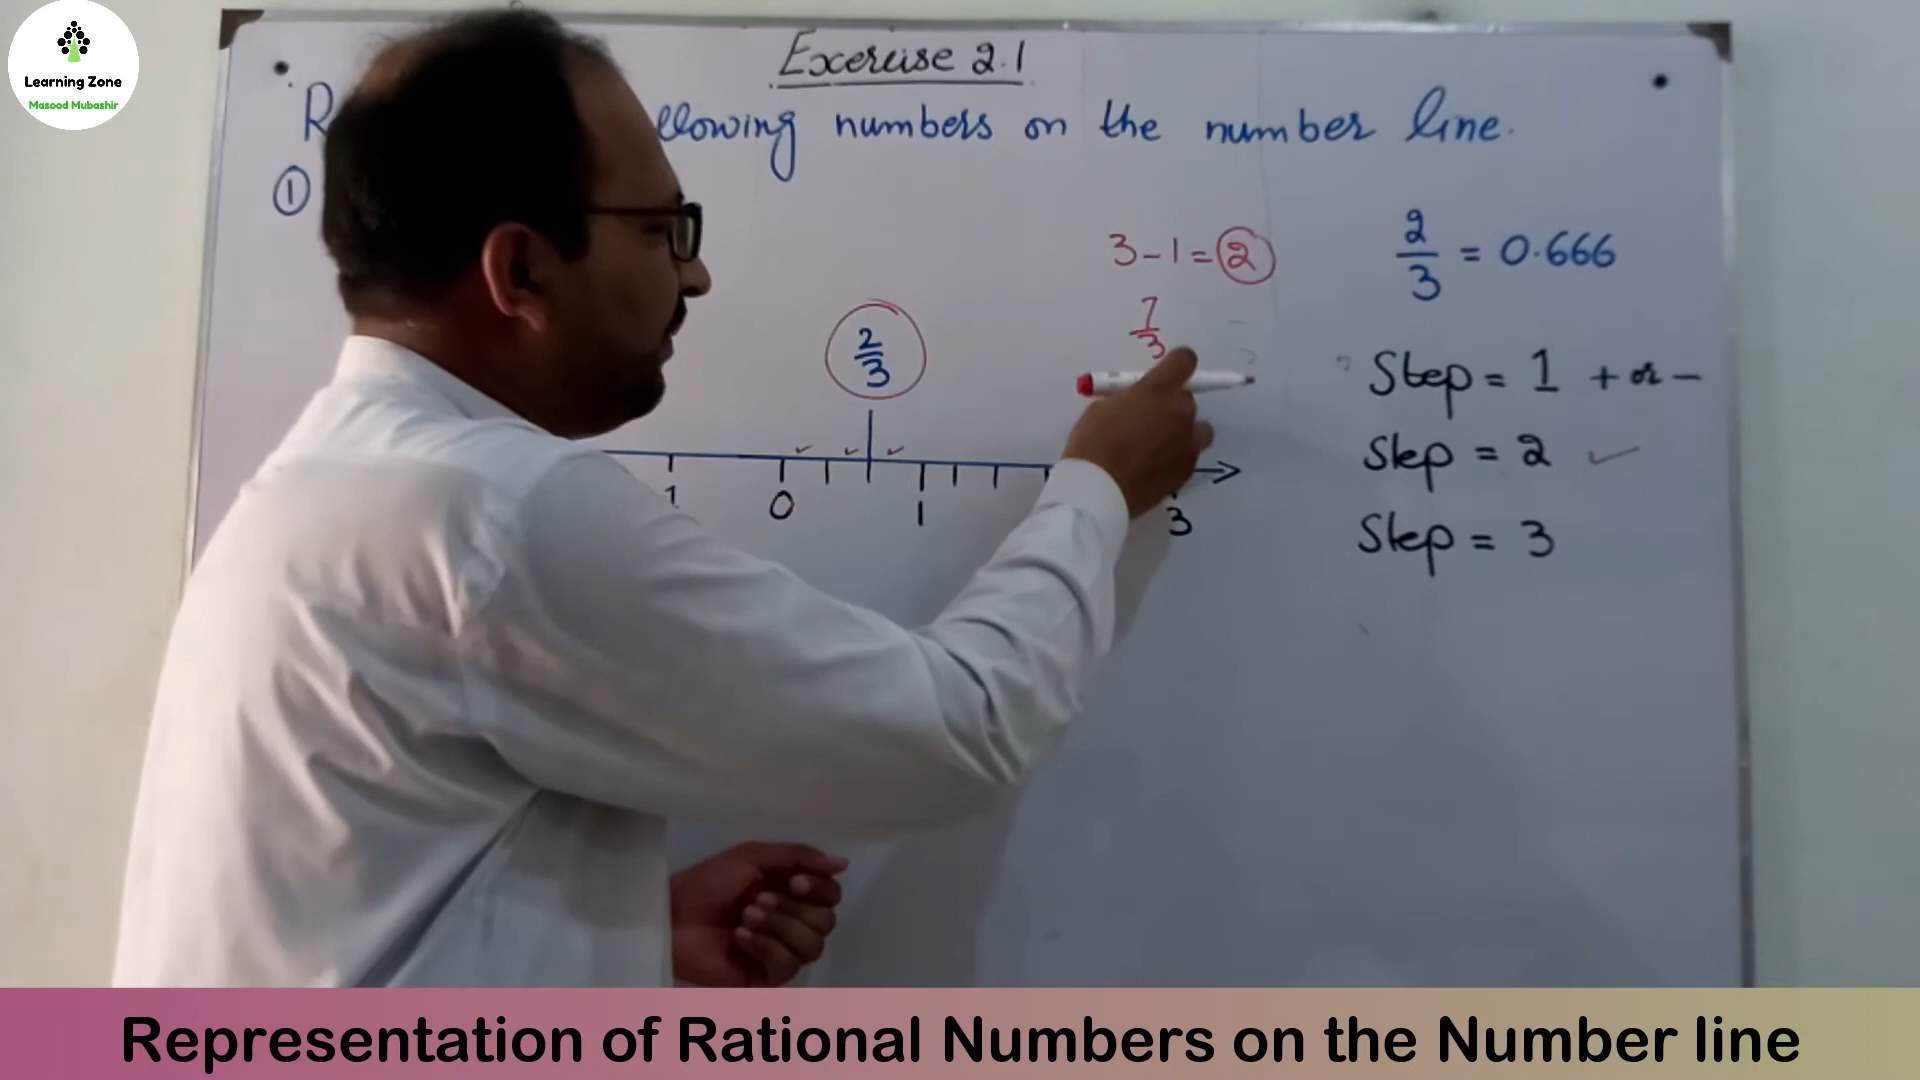 Learning Zone
Masood Mubashir
Excercise 2.1
llowing numbers on the number line.
①
3-1=2
2/3 = 0.666
7/3
2/3
Step = 1 + or -
Step = 2 ✓
Step = 3
1 0 1 3
Representation of Rational Numbers on the Number line